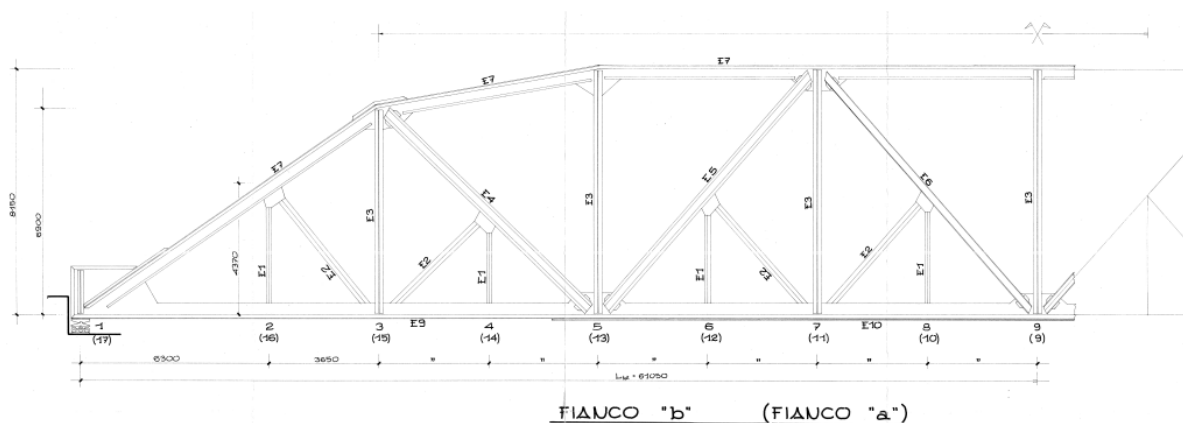 E7
E7
E7
8150
6900
4370
E3
E4
E3
E5
E3
E6
E3
E1
E2
E2
E1
E1
E2
E2
E1
E9
E10
1 2 3 4 5 6 7 8 9
(17) (16) (15) (14) (13) (12) (11) (10) (9)
6300 3650 " " " " " "
FIANCO "b" (FIANCO "a")